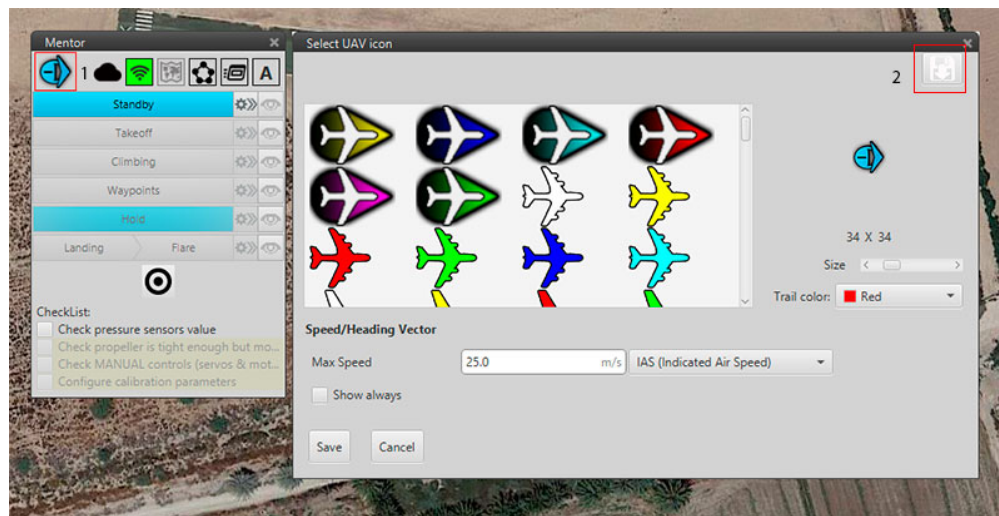 Mentor
1
A
Standby
Takeoff
Climbing
Waypoints
Hold
Landing
Flare
CheckList:
Check pressure sensors value
Check propeller is tight enough but mo...
Check MANUAL controls (servos & mot...
Configure calibration parameters
Select UAV icon
2
34 X 34
Size
Trail color: Red
Speed/Heading Vector
Max Speed 25.0 m/s IAS (Indicated Air Speed)
Show always
Save Cancel